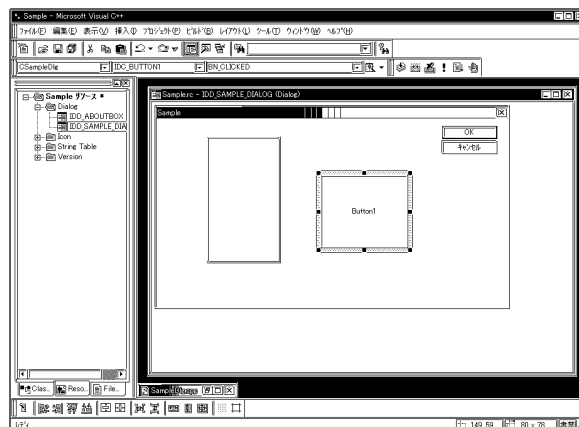 Sample - Microsoft Visual C++
ファイル(F) 編集(E) 表示(V) 挿入(I) プロジェクト(P) ビルド(B) レイアウト(L) ツール(T) ウィンドウ(W) ヘルプ(H)
CSampleDlg IDC_BUTTON1 BN_CLICKED
Sample リソース *
Dialog
IDD_ABOUTBOX
IDD_SAMPLE_DIA
Icon
String Table
Version
Sample.rc - IDD_SAMPLE_DIALOG (Dialog)
Sample
OK
キャンセル
Button1
Clas... Reso... File...
レディ 149, 59 80 x 78